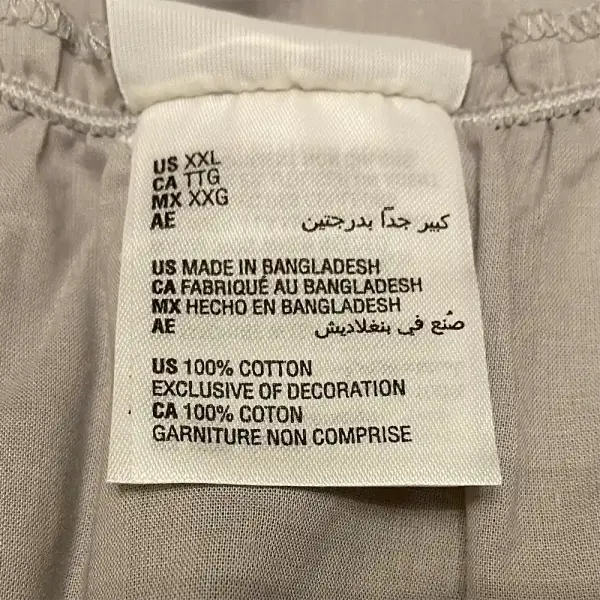 US XXL
CA TTG
MX XXG
AE كبير جدًا بدرجتين
US MADE IN BANGLADESH
CA FABRIQUÉ AU BANGLADESH
MX HECHO EN BANGLADESH
AE صُنع في بنغلاديش
US 100% COTTON
EXCLUSIVE OF DECORATION
CA 100% COTON
GARNITURE NON COMPRISE